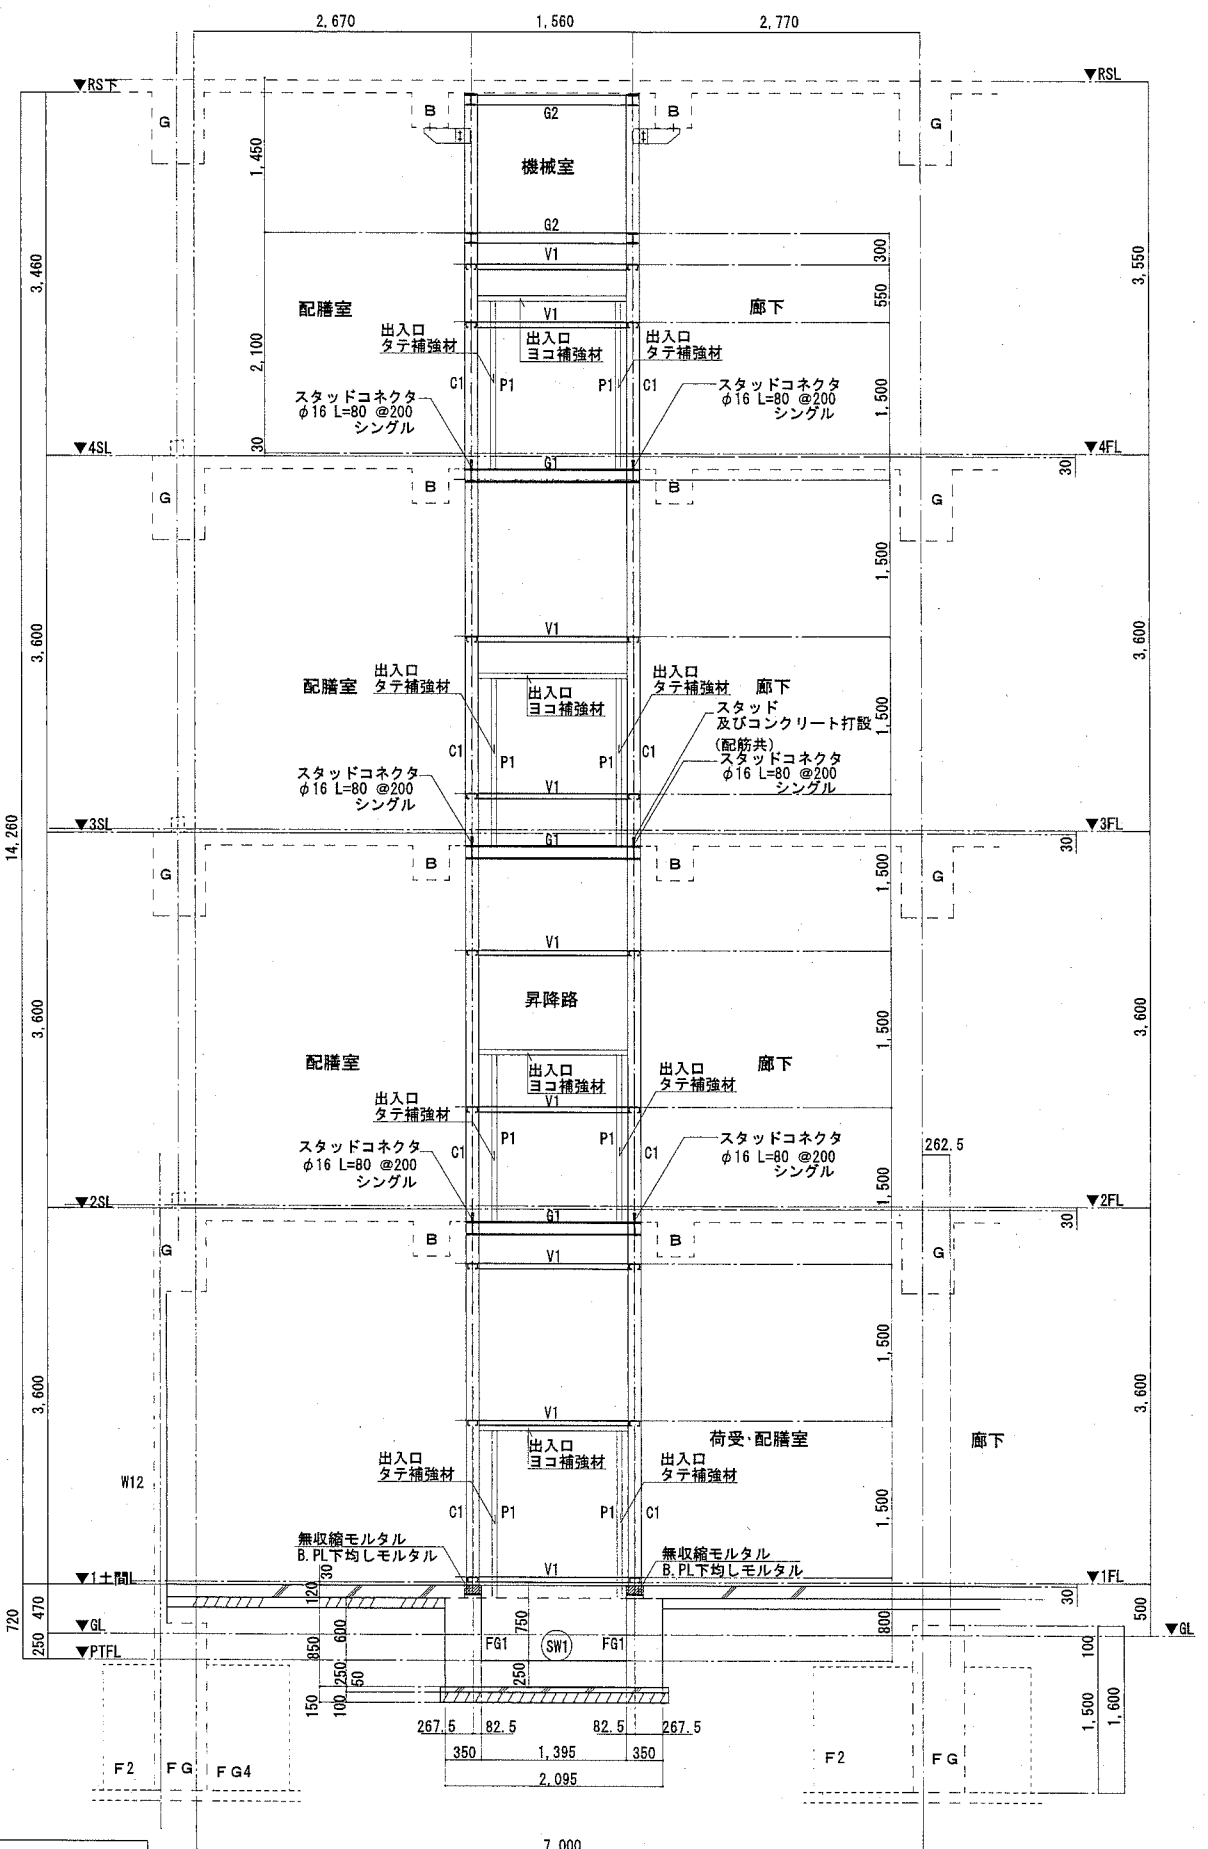 2,670
1,560
2,770
▼RS下
▼RSL
G
B
G2
B
G
1,450
機械室
G2
V1
300
3,460
3,550
550
配膳室
廊下
出入口
タテ補強材
V1
出入口
ヨコ補強材
出入口
タテ補強材
2,100
C1
P1
P1
C1
スタッドコネクタ
φ16 L=80 @200
シングル
スタッドコネクタ
φ16 L=80 @200
シングル
1,500
30
▼4SL
▼4FL
G1
30
G
B
B
G
1,500
3,600
3,600
V1
配膳室
出入口
タテ補強材
出入口
ヨコ補強材
出入口
タテ補強材
廊下
スタッド
及びコンクリート打設
(配筋共)
1,500
C1
P1
P1
C1
スタッドコネクタ
φ16 L=80 @200
シングル
スタッドコネクタ
φ16 L=80 @200
シングル
V1
14,260
▼3SL
▼3FL
G1
30
G
B
B
G
1,500
V1
昇降路
3,600
1,500
3,600
配膳室
廊下
出入口
ヨコ補強材
出入口
タテ補強材
出入口
タテ補強材
V1
C1
P1
P1
C1
スタッドコネクタ
φ16 L=80 @200
シングル
スタッドコネクタ
φ16 L=80 @200
シングル
262.5
1,500
▼2SL
▼2FL
G1
30
G
B
B
G
V1
1,500
3,600
3,600
V1
荷受・配膳室
廊下
出入口
ヨコ補強材
出入口
タテ補強材
出入口
タテ補強材
W12
C1
P1
P1
C1
1,500
無収縮モルタル
B.PL下均しモルタル
無収縮モルタル
B.PL下均しモルタル
V1
▼1土間L
▼1FL
30
120
30
720
470
500
▼GL
▼GL
250
▼PTFL
850
600
750
FG1
SW1
FG1
800
100
250
50
250
150
100
1,500
1,600
267.5
82.5
82.5
267.5
350
1,395
350
2,095
F2
FG
FG4
F2
FG
7,000